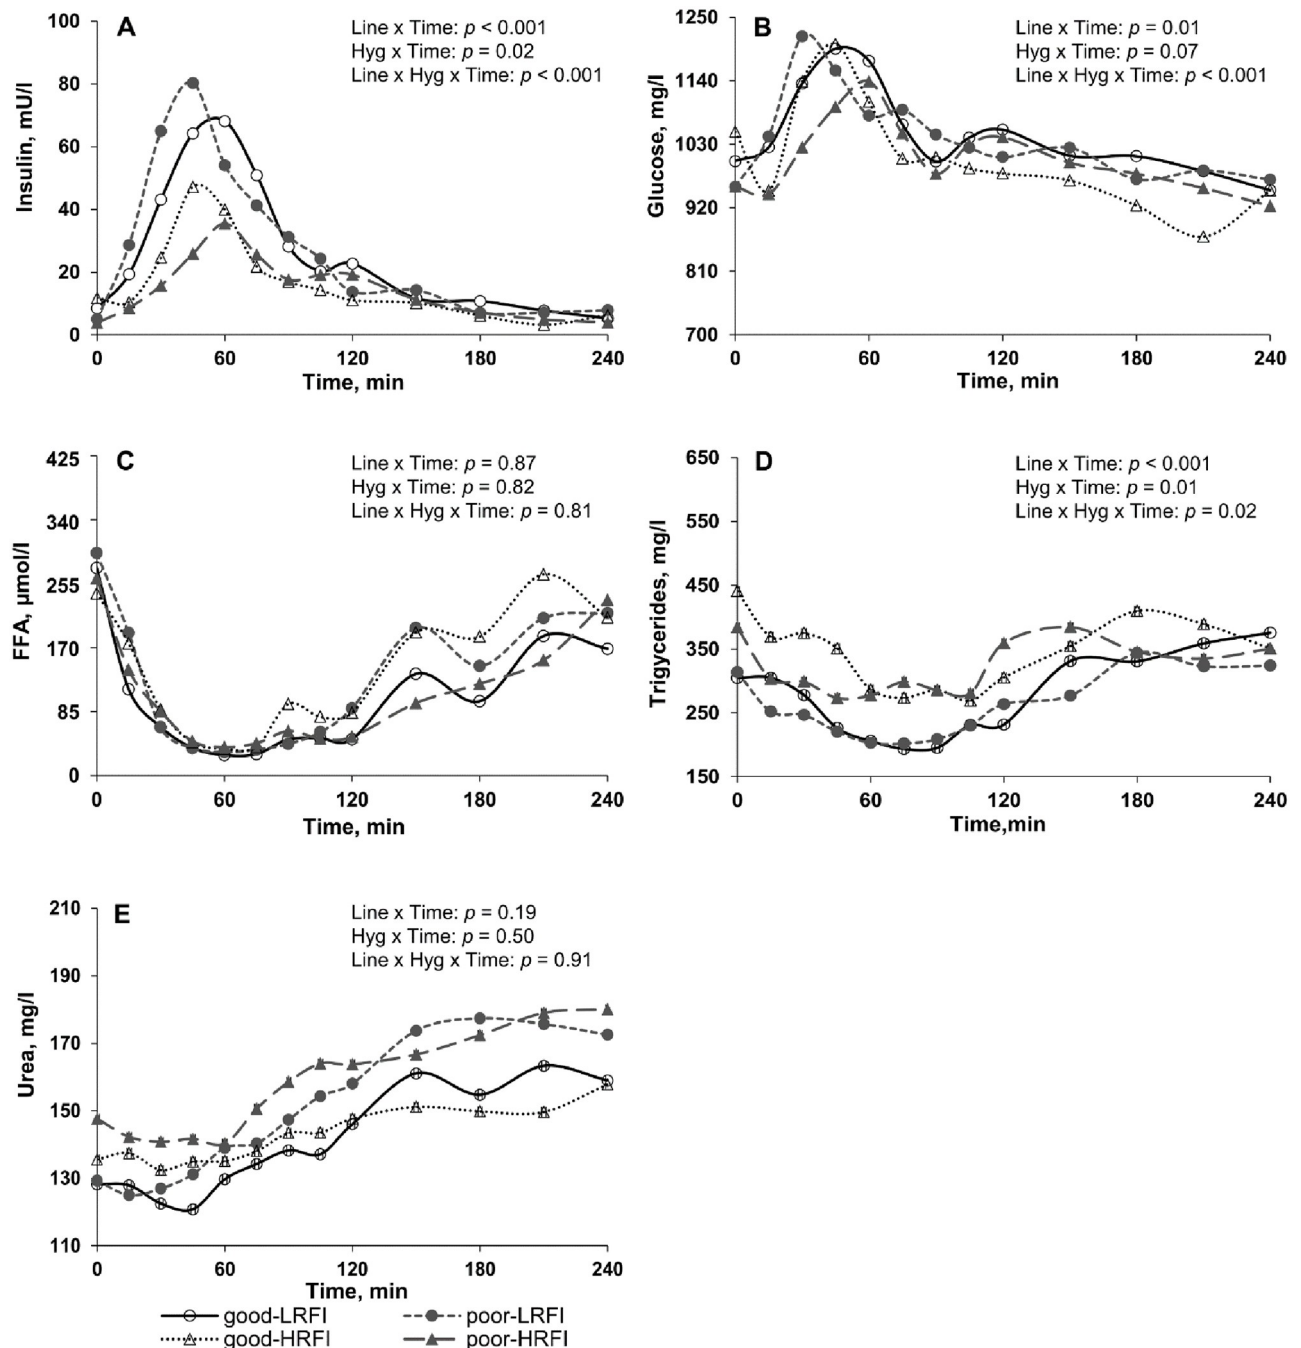 A
Line x Time: p < 0.001
Hyg x Time: p = 0.02
Line x Hyg x Time: p < 0.001
Insulin, mU/l
100
80
60
40
20
0
0 60 120 180 240
Time, min
B
Line x Time: p = 0.01
Hyg x Time: p = 0.07
Line x Hyg x Time: p < 0.001
Glucose, mg/l
1250
1140
1030
920
810
700
0 60 120 180 240
Time, min
C
Line x Time: p = 0.87
Hyg x Time: p = 0.82
Line x Hyg x Time: p = 0.81
FFA, µmol/l
425
340
255
170
85
0
0 60 120 180 240
Time, min
D
Line x Time: p < 0.001
Hyg x Time: p = 0.01
Line x Hyg x Time: p = 0.02
Trigycerides, mg/l
650
550
450
350
250
150
0 60 120 180 240
Time,min
E
Line x Time: p = 0.19
Hyg x Time: p = 0.50
Line x Hyg x Time: p = 0.91
Urea, mg/l
210
190
170
150
130
110
0 60 120 180 240
Time, min
good-LRFI poor-LRFI
good-HRFI poor-HRFI